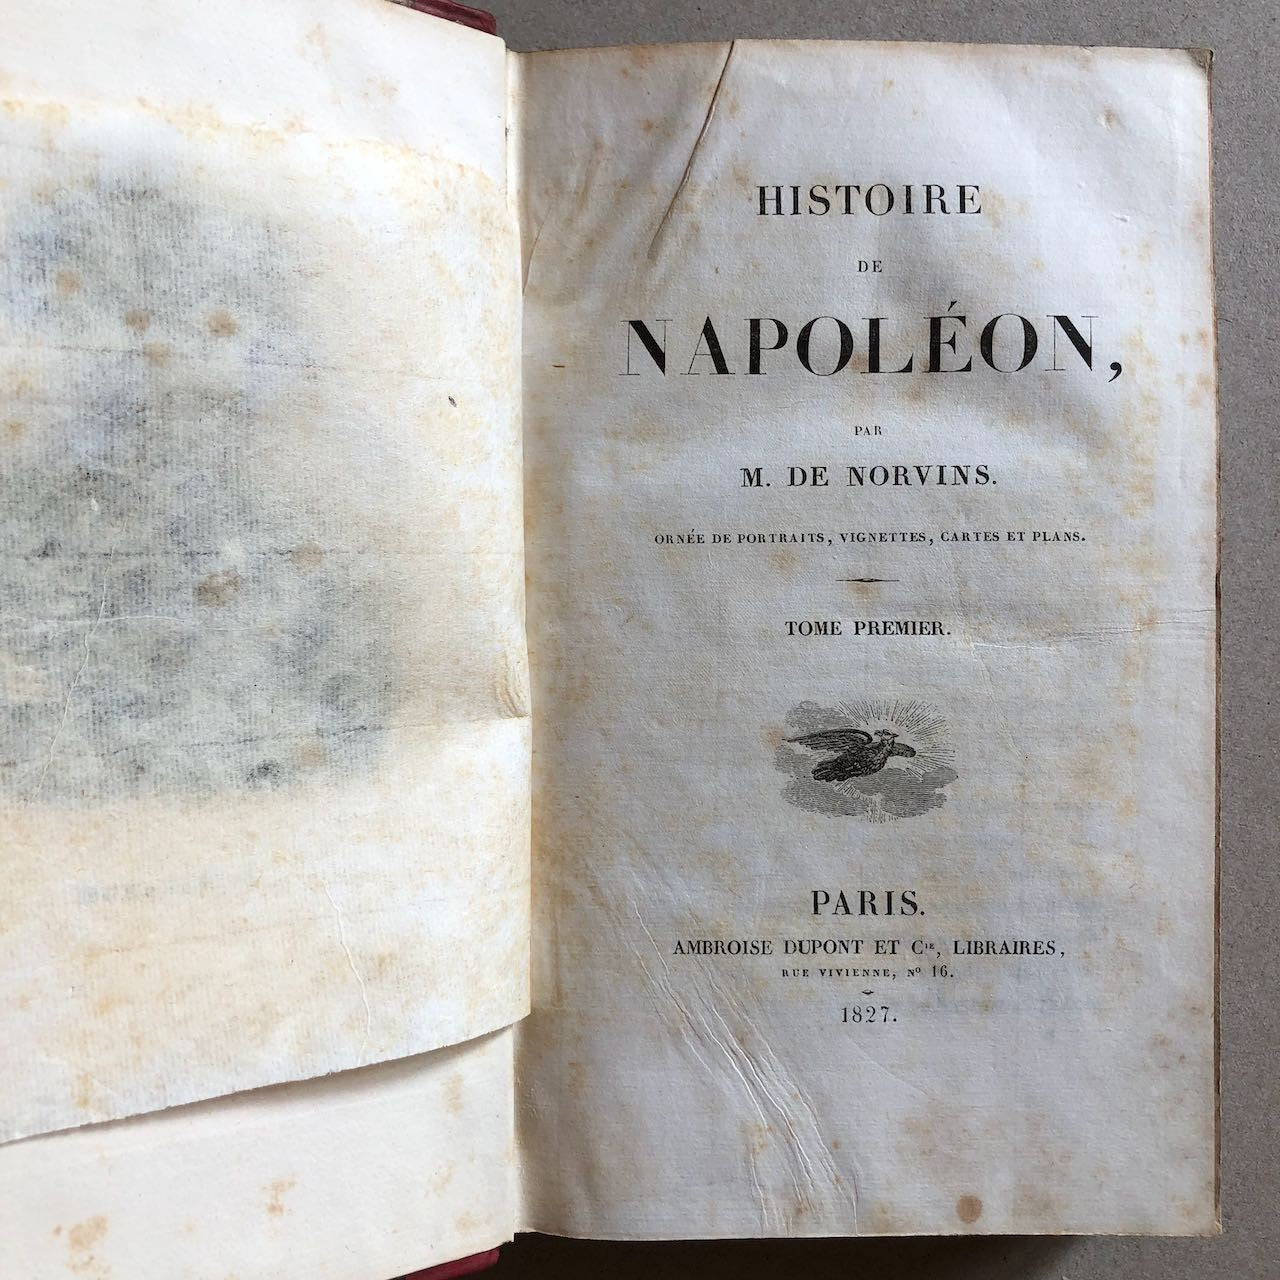 HISTOIRE
DE
NAPOLÉON,
PAR
M. DE NORVINS.
ORNÉE DE PORTRAITS, VIGNETTES, CARTES ET PLANS.
TOME PREMIER.
PARIS.
AMBROISE DUPONT ET Cⁱᴱ, LIBRAIRES,
RUE VIVIENNE, Nº 16.
1827.